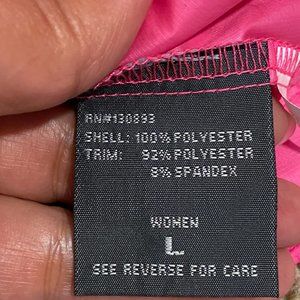 RN#130893
SHELL: 100% POLYESTER
TRIM: 92% POLYESTER
8% SPANDEX
WOMEN
L
SEE REVERSE FOR CARE